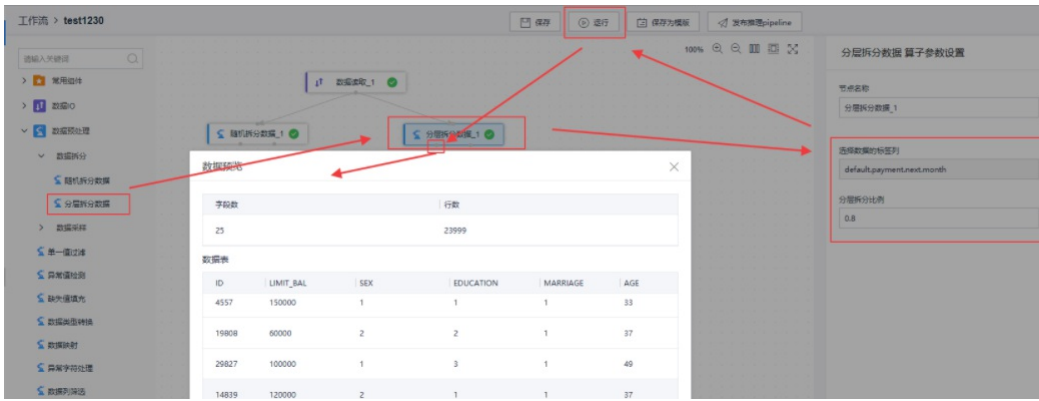 工作流 > test1230
保存
运行
保存为模版
发布推理pipeline
请输入关键词
100%
分层拆分数据 算子参数设置
常用组件
数据读取_1
节点名称
数据IO
分层拆分数据_1
数据预处理
随机拆分数据_1
分层拆分数据_1
数据拆分
数据预览
选择数据的标签列
随机拆分数据
default.payment.next.month
分层拆分数据
字段数
行数
分层拆分比例
数据采样
25
23999
0.8
单一值过滤
数据表
异常值检测
ID
LIMIT_BAL
SEX
EDUCATION
MARRIAGE
AGE
缺失值填充
4557
150000
1
1
1
33
数据类型转换
19808
60000
2
2
1
37
数据映射
异常字符处理
29827
100000
1
3
1
49
数据列筛选
14839
120000
2
1
1
37